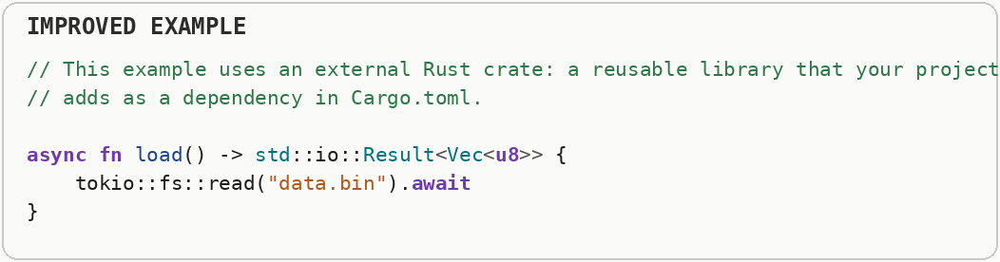 IMPROVED EXAMPLE
// This example uses an external Rust crate: a reusable library that your project
// adds as a dependency in Cargo.toml.
async fn load() -> std::io::Result<Vec<u8>> {
    tokio::fs::read("data.bin").await
}